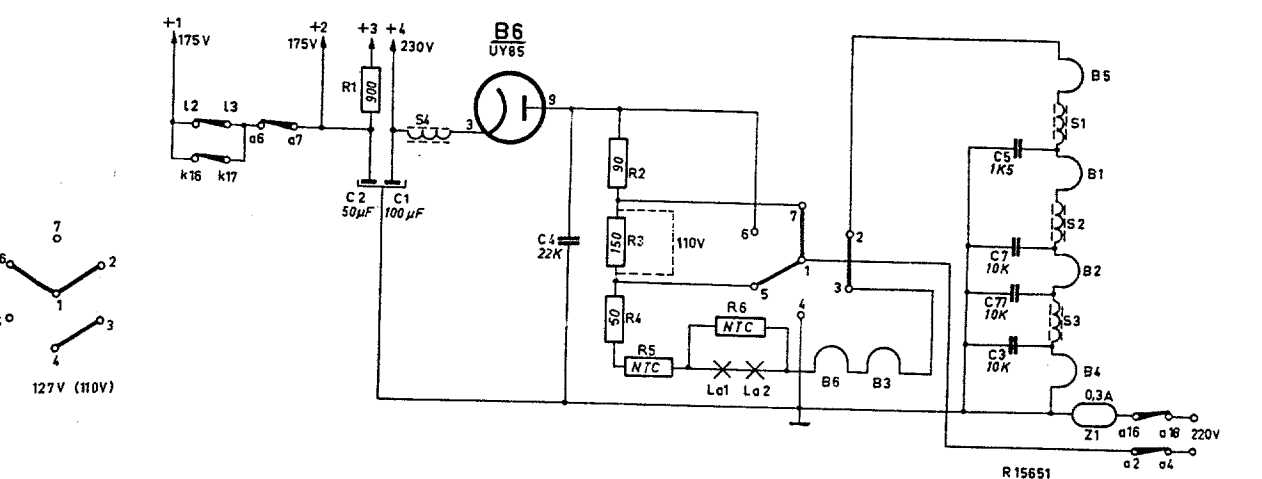 +1
175V
+2
175V
+3
+4
230V
B6
UY85
R1
900
l2
l3
a6
a7
k16
k17
S4
3
9
C2
50µF
C1
100µF
C4
22K
90
R2
150
R3
110V
50
R4
R5
NTC
R6
NTC
La1
La2
B6
B3
7
6
1
5
4
2
3
B5
S1
C5
1K5
B1
S2
C7
10K
B2
C77
10K
S3
C3
10K
B4
0,3A
Z1
a16
a18
220V
a2
a4
R15651
7
6
2
1
3
4
127V (110V)